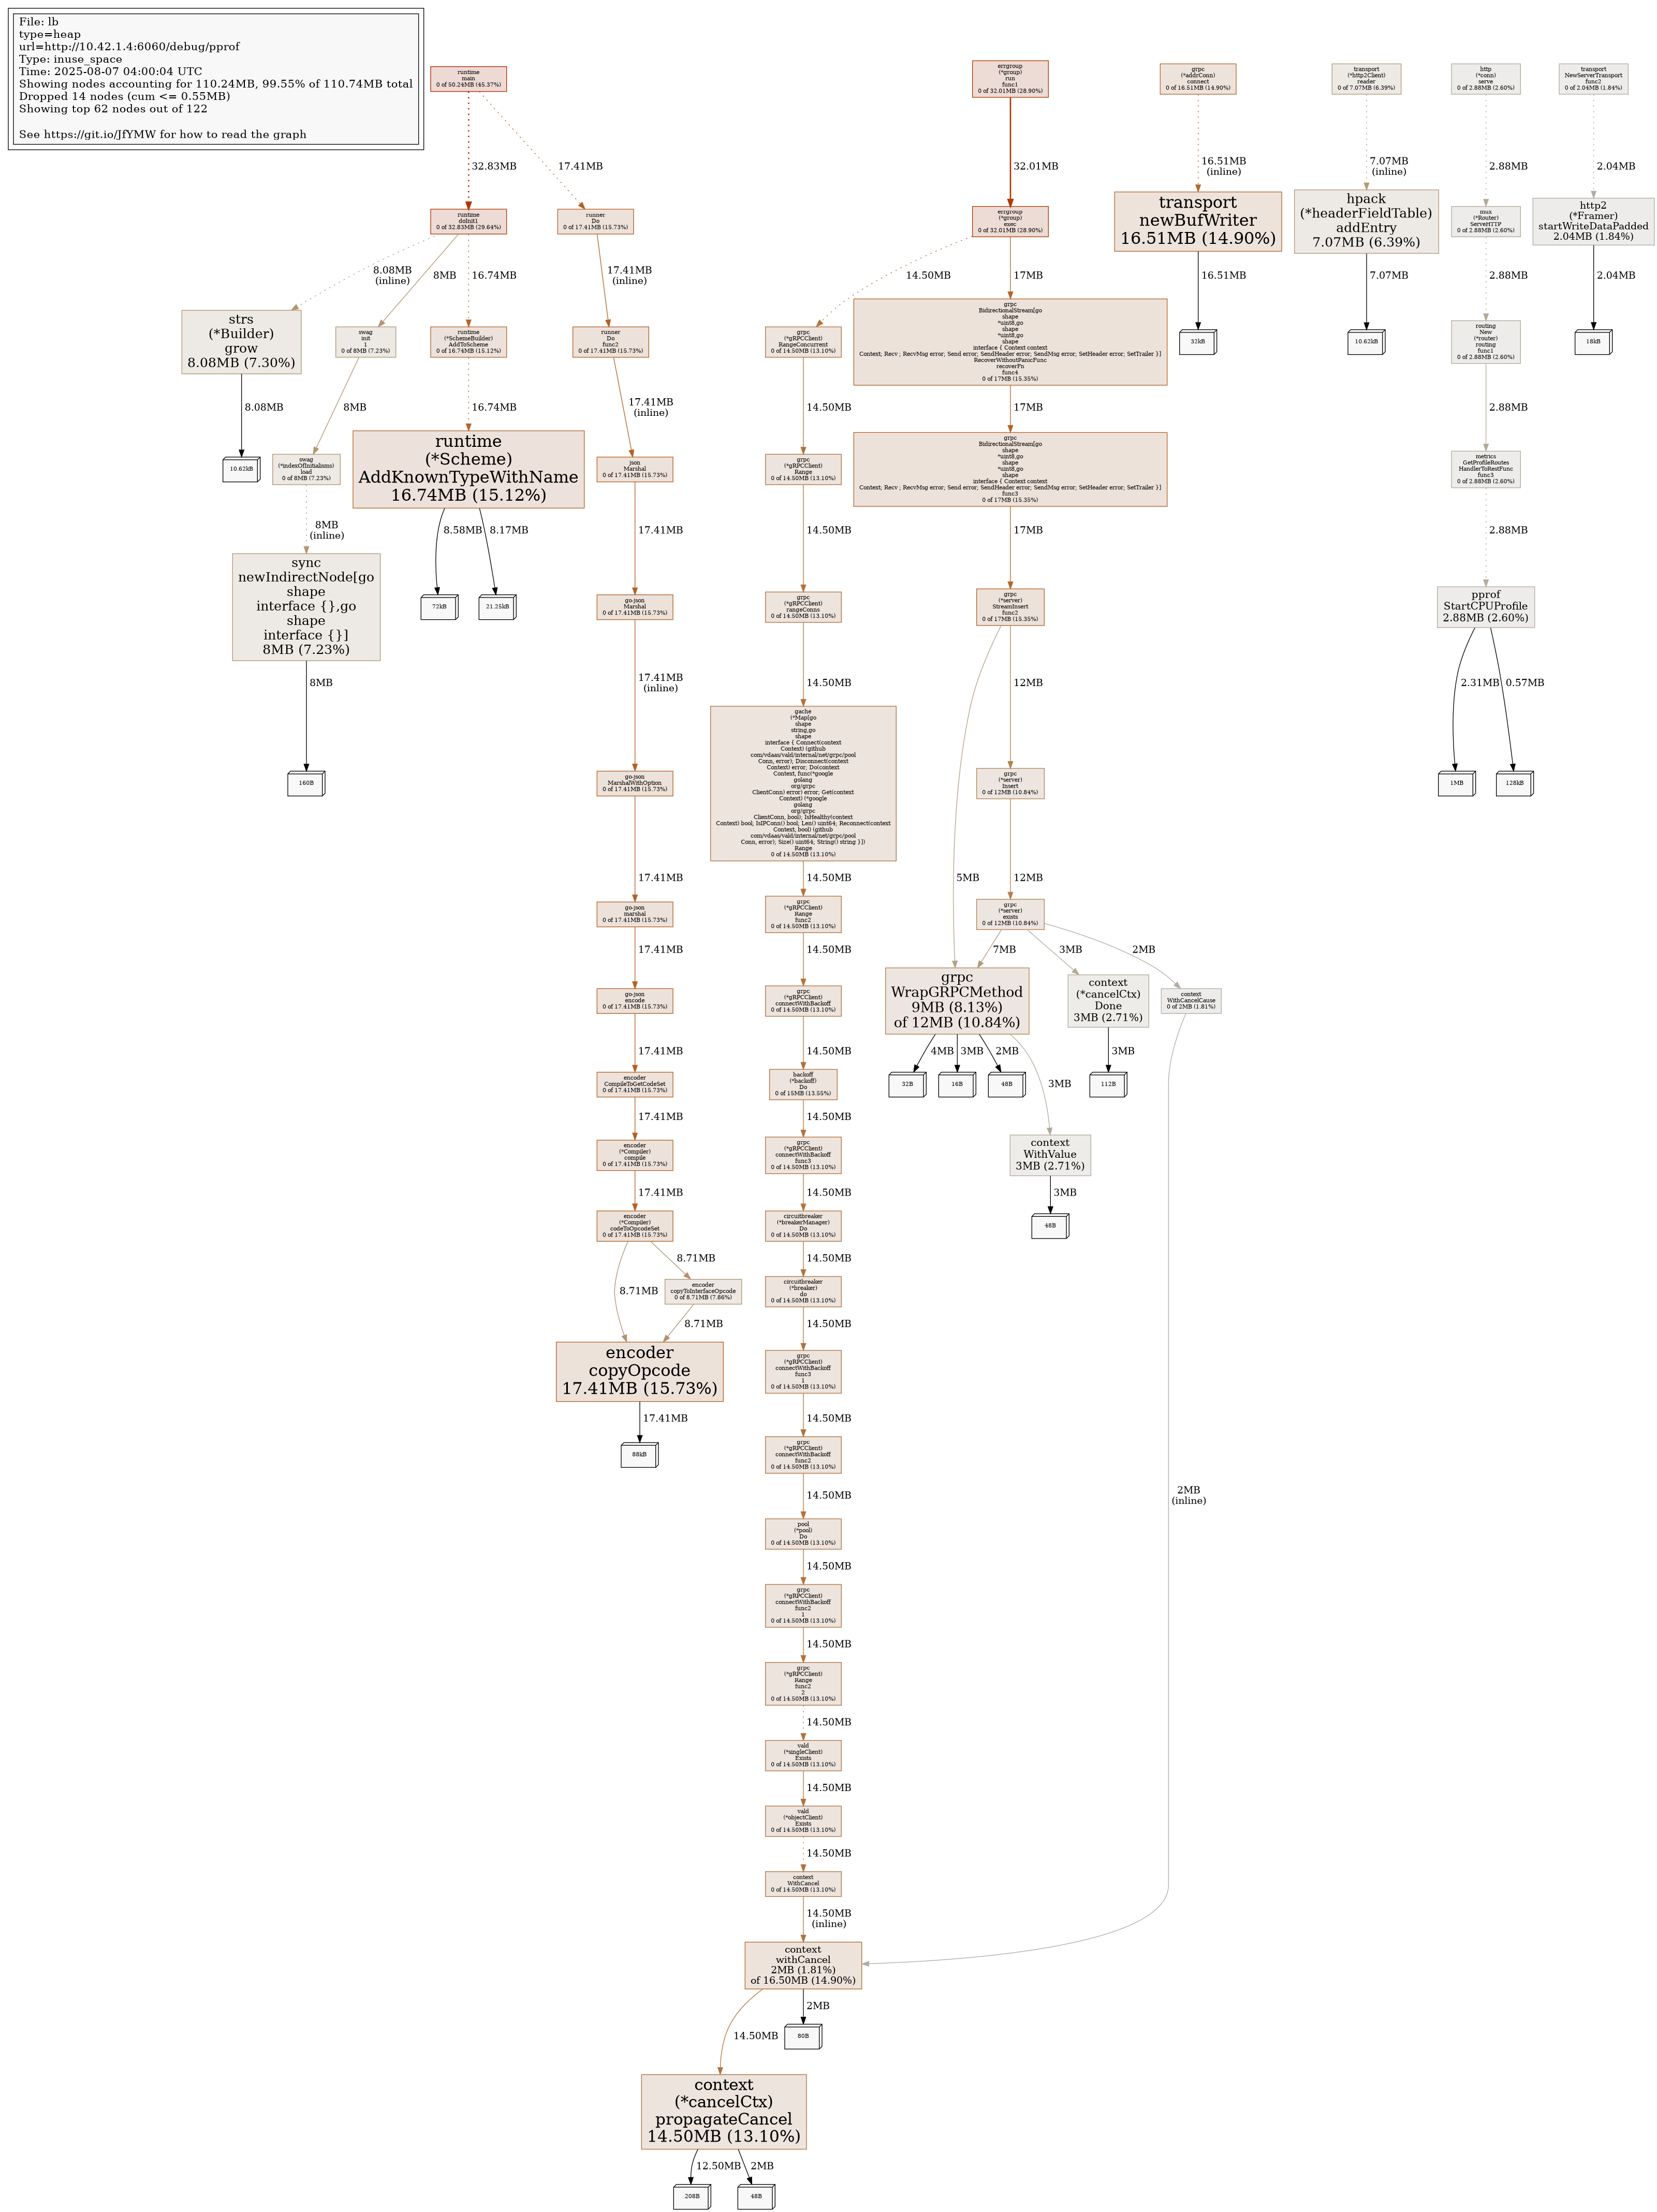 File: lb
type=heap
url=http://10.42.1.4:6060/debug/pprof
Type: inuse_space
Time: 2025-08-07 04:00:04 UTC
Showing nodes accounting for 110.24MB, 99.55% of 110.74MB total
Dropped 14 nodes (cum <= 0.55MB)
Showing top 62 nodes out of 122
See https://git.io/JfYMW for how to read the graph
runtime
main
0 of 50.24MB (45.37%)
32.83MB
17.41MB
runtime
doInit1
0 of 32.83MB (29.64%)
8.08MB
(inline)
8MB
16.74MB
strs
(*Builder)
grow
8.08MB (7.30%)
8.08MB
10.62kB
swag
init
1
0 of 8MB (7.23%)
8MB
swag
(*indexOfInitialisms)
load
0 of 8MB (7.23%)
8MB
(inline)
sync
newIndirectNode[go
shape
interface {},go
shape
interface {}]
8MB (7.23%)
8MB
160B
runtime
(*SchemeBuilder)
AddToScheme
0 of 16.74MB (15.12%)
16.74MB
runtime
(*Scheme)
AddKnownTypeWithName
16.74MB (15.12%)
8.58MB
8.17MB
72kB
21.25kB
runner
Do
0 of 17.41MB (15.73%)
17.41MB
(inline)
runner
Do
func2
0 of 17.41MB (15.73%)
17.41MB
(inline)
json
Marshal
0 of 17.41MB (15.73%)
17.41MB
go-json
Marshal
0 of 17.41MB (15.73%)
17.41MB
(inline)
go-json
MarshalWithOption
0 of 17.41MB (15.73%)
17.41MB
go-json
marshal
0 of 17.41MB (15.73%)
17.41MB
go-json
encode
0 of 17.41MB (15.73%)
17.41MB
encoder
CompileToGetCodeSet
0 of 17.41MB (15.73%)
17.41MB
encoder
(*Compiler)
compile
0 of 17.41MB (15.73%)
17.41MB
encoder
(*Compiler)
codeToOpcodeSet
0 of 17.41MB (15.73%)
8.71MB
8.71MB
encoder
copyToInterfaceOpcode
0 of 8.71MB (7.86%)
8.71MB
encoder
copyOpcode
17.41MB (15.73%)
17.41MB
88kB
errgroup
(*group)
run
func1
0 of 32.01MB (28.90%)
32.01MB
errgroup
(*group)
exec
0 of 32.01MB (28.90%)
14.50MB
17MB
grpc
RangeConcurrent
0 of 14.50MB (13.10%)
14.50MB
grpc
(*gRPCClient)
Range
0 of 14.50MB (13.10%)
14.50MB
grpc
(*gRPCClient)
rangeConns
0 of 14.50MB (13.10%)
14.50MB
gache
(*Map[go
shape
string,go
shape
interface { Connect(context
Context) (github
com/vdaas/vald/internal/net/grpc/pool
Conn, error); Disconnect(context
Context) error; Do(context
Context, func(*google
golang
org/grpc
ClientConn) error) error; Get(context
Context) (*google
golang
org/grpc
ClientConn, bool); IsHealthy(context
Context) bool; IsIPConn() bool; Len() uint64; Reconnect(context
Context, bool) (github
com/vdaas/vald/internal/net/grpc/pool
Conn, error); Size() uint64; String() string }])
Range
0 of 14.50MB (13.10%)
14.50MB
grpc
(*gRPCClient)
Range
func2
0 of 14.50MB (13.10%)
14.50MB
grpc
(*gRPCClient)
connectWithBackoff
0 of 14.50MB (13.10%)
14.50MB
backoff
(*backoff)
Do
0 of 15MB (13.55%)
14.50MB
grpc
(*gRPCClient)
connectWithBackoff
func3
0 of 14.50MB (13.10%)
14.50MB
circuitbreaker
(*breakerManager)
Do
0 of 14.50MB (13.10%)
14.50MB
circuitbreaker
(*breaker)
do
0 of 14.50MB (13.10%)
14.50MB
grpc
(*gRPCClient)
connectWithBackoff
func3
1
0 of 14.50MB (13.10%)
14.50MB
grpc
(*gRPCClient)
connectWithBackoff
func2
0 of 14.50MB (13.10%)
14.50MB
pool
(*pool)
Do
0 of 14.50MB (13.10%)
14.50MB
grpc
(*gRPCClient)
connectWithBackoff
func2
1
0 of 14.50MB (13.10%)
14.50MB
grpc
(*gRPCClient)
Range
func2
2
0 of 14.50MB (13.10%)
14.50MB
vald
(*singleClient)
Exists
0 of 14.50MB (13.10%)
14.50MB
vald
(*objectClient)
Exists
0 of 14.50MB (13.10%)
14.50MB
context
WithCancel
0 of 14.50MB (13.10%)
14.50MB
(inline)
context
withCancel
2MB (1.81%)
of 16.50MB (14.90%)
14.50MB
2MB
80B
context
(*cancelCtx)
propagateCancel
14.50MB (13.10%)
12.50MB
2MB
208B
48B
grpc
BidirectionalStream[go
shape
*uint8,go
shape
*uint8,go
shape
interface { Context context
Context; Recv ; RecvMsg error; Send error; SendHeader error; SendMsg error; SetHeader error; SetTrailer }]
RecoverWithoutPanicFunc
recoverFn
func4
0 of 17MB (15.35%)
17MB
grpc
BidirectionalStream[go
shape
*uint8,go
shape
*uint8,go
shape
interface { Context context
Context; Recv ; RecvMsg error; Send error; SendHeader error; SendMsg error; SetHeader error; SetTrailer }]
func3
0 of 17MB (15.35%)
17MB
grpc
(*server)
StreamInsert
func2
0 of 17MB (15.35%)
5MB
12MB
grpc
(*server)
Insert
0 of 12MB (10.84%)
12MB
grpc
(*server)
exists
0 of 12MB (10.84%)
7MB
3MB
2MB
grpc
WrapGRPCMethod
9MB (8.13%)
of 12MB (10.84%)
4MB
3MB
2MB
3MB
32B
16B
48B
context
(*cancelCtx)
Done
3MB (2.71%)
3MB
112B
context
WithCancelCause
0 of 2MB (1.81%)
2MB
(inline)
context
WithValue
3MB (2.71%)
3MB
48B
grpc
(*addrConn)
connect
0 of 16.51MB (14.90%)
16.51MB
(inline)
transport
newBufWriter
16.51MB (14.90%)
16.51MB
32kB
transport
(*http2Client)
reader
0 of 7.07MB (6.39%)
7.07MB
(inline)
hpack
(*headerFieldTable)
addEntry
7.07MB (6.39%)
7.07MB
10.62kB
http
(*conn)
serve
0 of 2.88MB (2.60%)
2.88MB
mux
(*Router)
ServeHTTP
0 of 2.88MB (2.60%)
2.88MB
routing
New
(*router)
routing
func1
0 of 2.88MB (2.60%)
2.88MB
metrics
GetProfileRoutes
HandlerToRestFunc
func3
0 of 2.88MB (2.60%)
2.88MB
pprof
StartCPUProfile
2.88MB (2.60%)
2.31MB
0.57MB
1MB
128kB
transport
NewServerTransport
func2
0 of 2.04MB (1.84%)
2.04MB
http2
(*Framer)
startWriteDataPadded
2.04MB (1.84%)
2.04MB
18kB